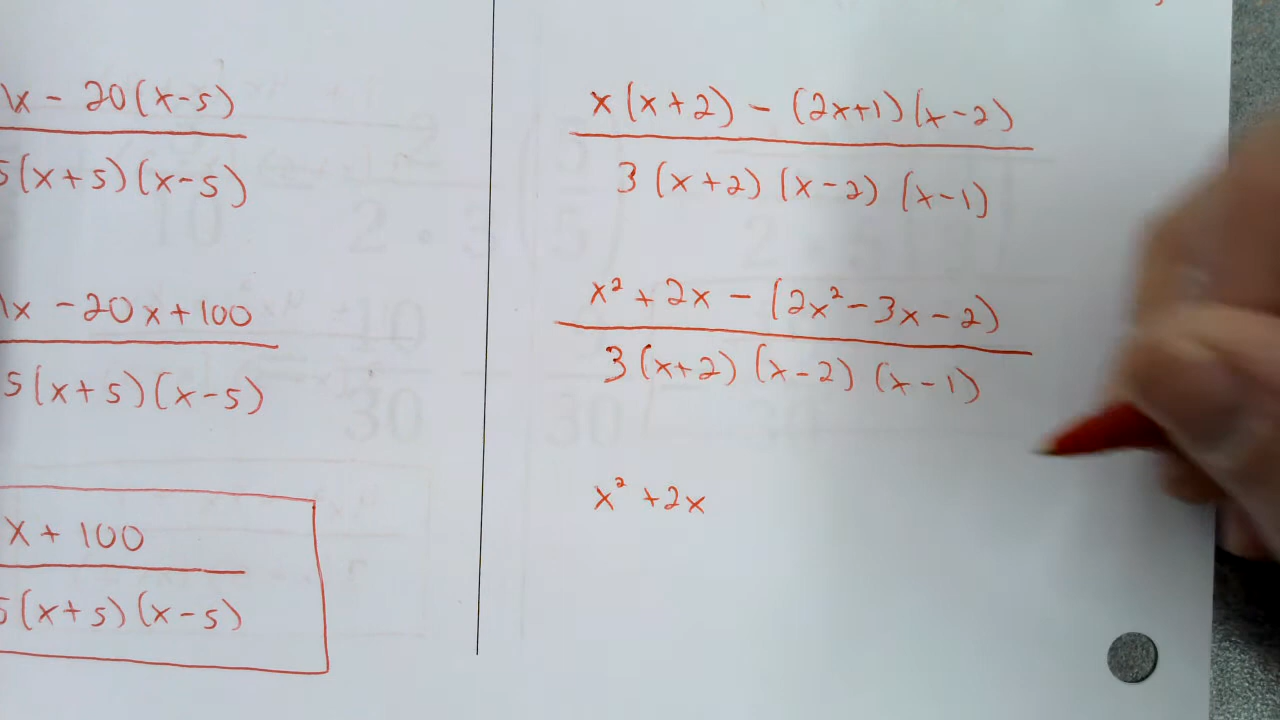 x - 20(x-5)
5(x+5)(x-5)
x - 20x+100
5(x+5)(x-5)
x + 100
5(x+5)(x-5)
x(x+2) - (2x+1)(x-2)
3(x+2)(x-2)(x-1)
x² + 2x - (2x² - 3x - 2)
3(x+2)(x-2)(x-1)
x² + 2x